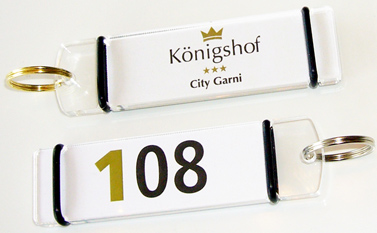 Königshof
★★★
City Garni
108